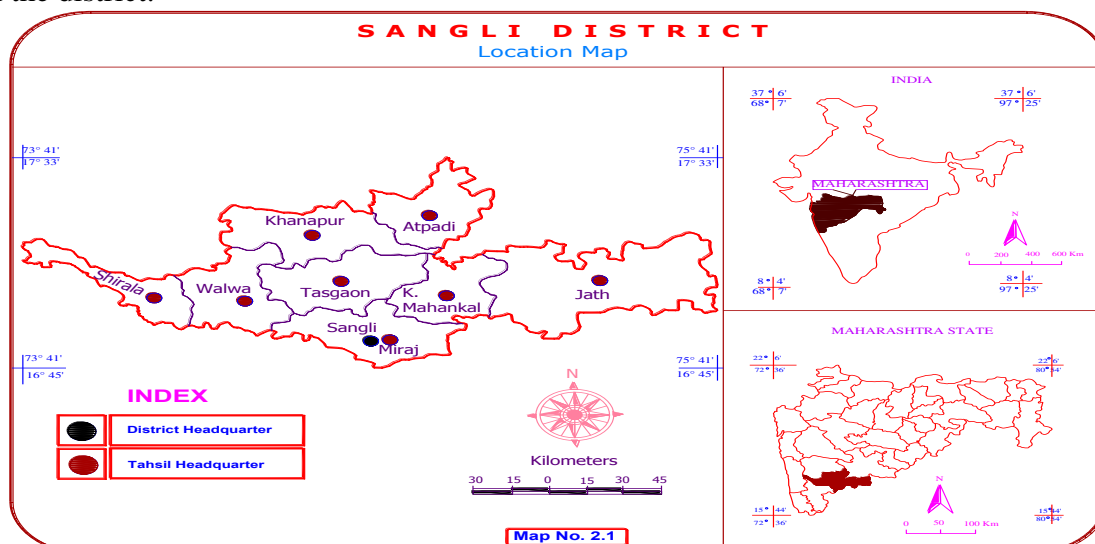 the district.
SANGLI DISTRICT
Location Map
73° 41'
17° 33'
75° 41'
17° 33'
Khanapur
Atpadi
Shirala
Walwa
Tasgaon
K.
Mahankal
Jath
Sangli
Miraj
73° 41'
16° 45'
75° 41'
16° 45'
INDEX
District Headquarter
Tahsil Headquarter
N
Kilometers
30 15 0 15 30 45
Map No. 2.1
INDIA
37° 6'
68° 7'
37° 6'
97° 25'
MAHARASHTRA
N
0 200 400 600 Km
8° 4'
68° 7'
8° 4'
97° 25'
MAHARASHTRA STATE
22° 6'
72° 36'
22° 6'
80° 54'
N
0 50 100 Km
15° 44'
72° 36'
15° 44'
80° 54'